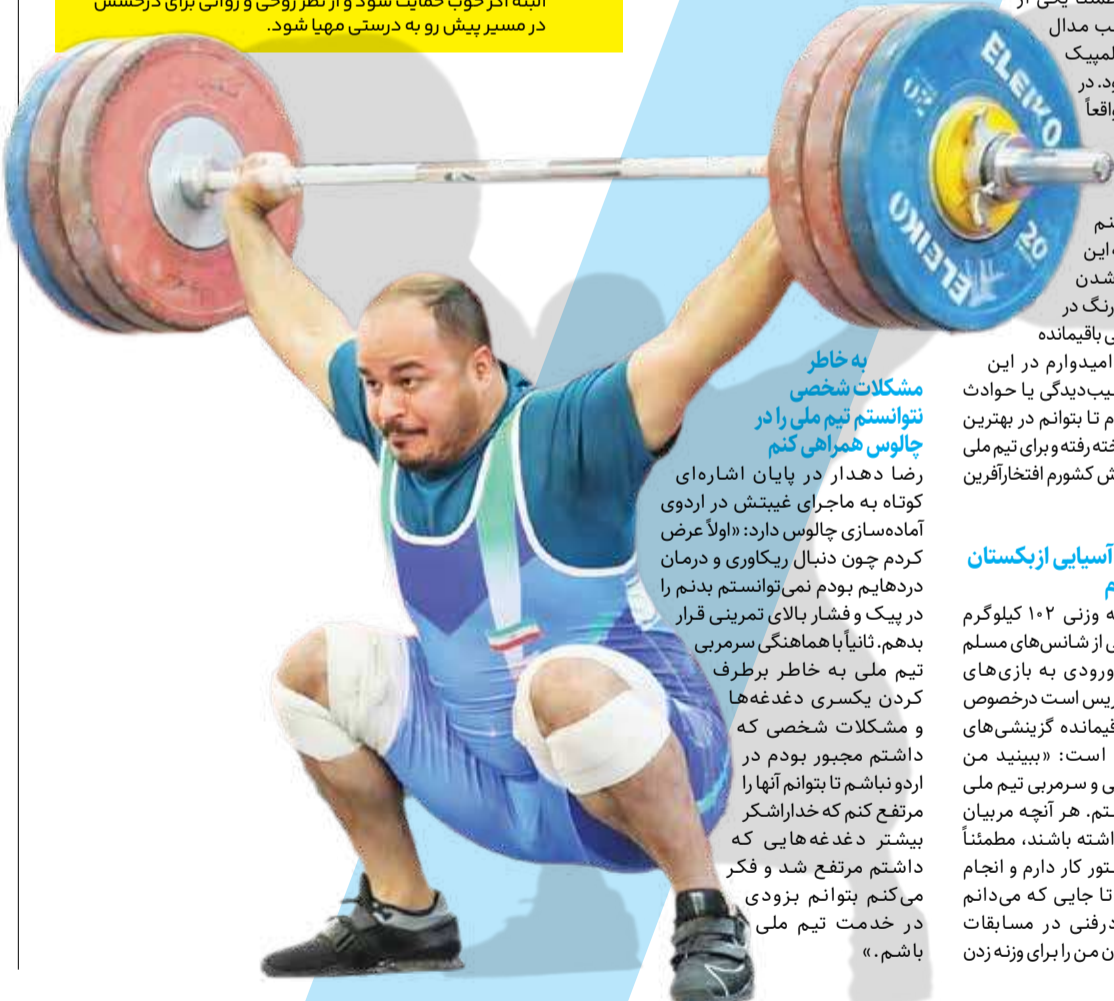 البته اگر خوب حمایت شود و از نظر روحی و روانی برای درخشش
در مسیر پیش رو به درستی مهیا شود.
یکی از
مدال
در
این
شدن
در
باقیمانده
امیدوارم در این
یا حوادث
تا بتوانم در بهترین
رفته و برای تیم ملی
کشورم افتخارآفرین
آسیایی ازبکستان
وزنی ۱۰۲ کیلوگرم
از شانس‌های مسلم
ورودی به بازی‌های
است درخصوص
گزینشی‌های
است: «ببینید من
و سرمربی تیم ملی
هر آنچه مربیان
داشته باشند، مطمئناً
کار دارم و انجام
تا جایی که می‌دانم
در مسابقات
من را برای وزنه زدن
به خاطر
مشکلات شخصی
نتوانستم تیم ملی را در
چالوس همراهی کنم
رضا دهدار در پایان اشاره‌ای
کوتاه به ماجرای غیبتش در اردوی
آماده‌سازی چالوس دارد: «اولاً عرض
کردم چون دنبال ریکاوری و درمان
دردهایم بودم نمی‌توانستم بدنم را
در پیک و فشار بالای تمرینی قرار
بدهم. ثانیاً با هماهنگی سرمربی
تیم ملی به خاطر برطرف
کردن یکسری دغدغه‌ها
و مشکلات شخصی که
داشتم مجبور بودم در
اردو نباشم تا بتوانم آنها را
مرتفع کنم که خداراشکر
بیشتر دغدغه‌هایی که
داشتم مرتفع شد و فکر
می‌کنم بتوانم بزودی
در خدمت تیم ملی
باشم.»
ELEIKO
20
ELEIKO
20